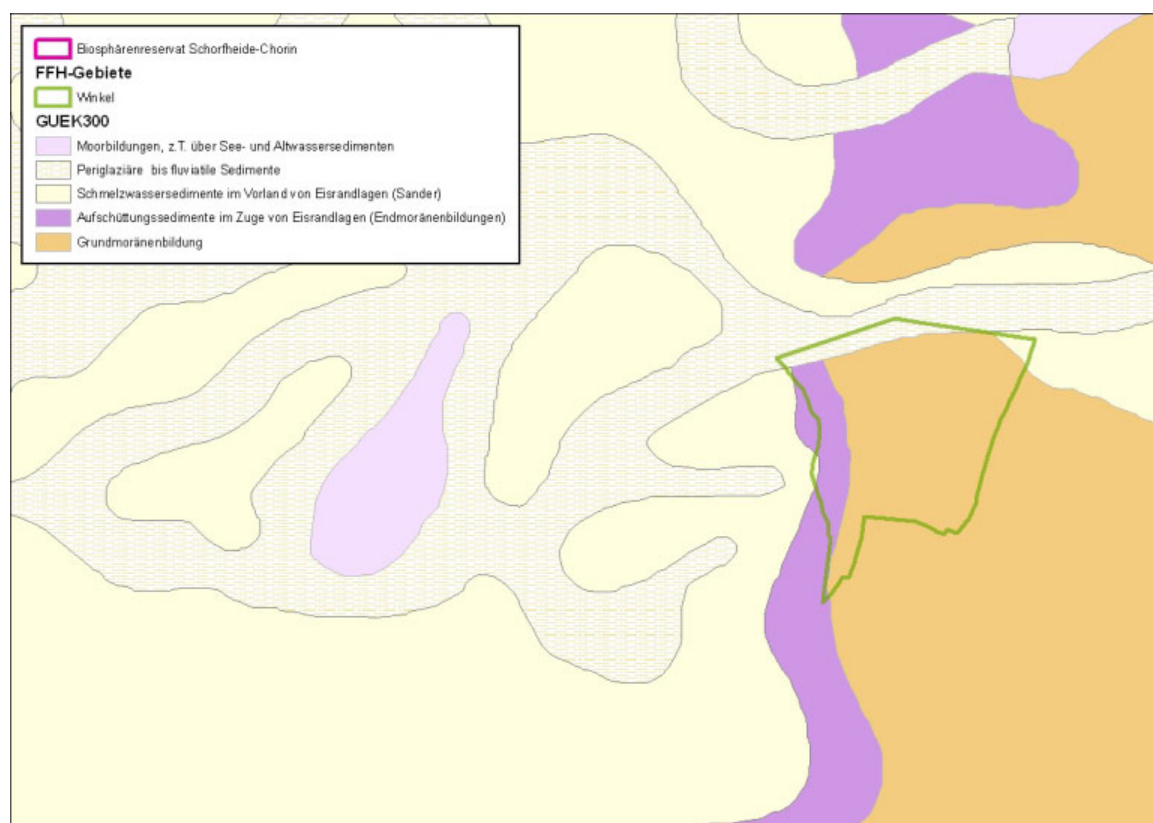 Biosphärenreservat Schorfheide-Chorin
FFH-Gebiete
Winkel
GUEK300
Moorbildungen, z.T. über See- und Altwassersedimenten
Periglaziäre bis fluviatile Sedimente
Schmelzwassersedimente im Vorland von Eisrandlagen (Sander)
Aufschüttungssedimente im Zuge von Eisrandlagen (Endmoränenbildungen)
Grundmoränenbildung